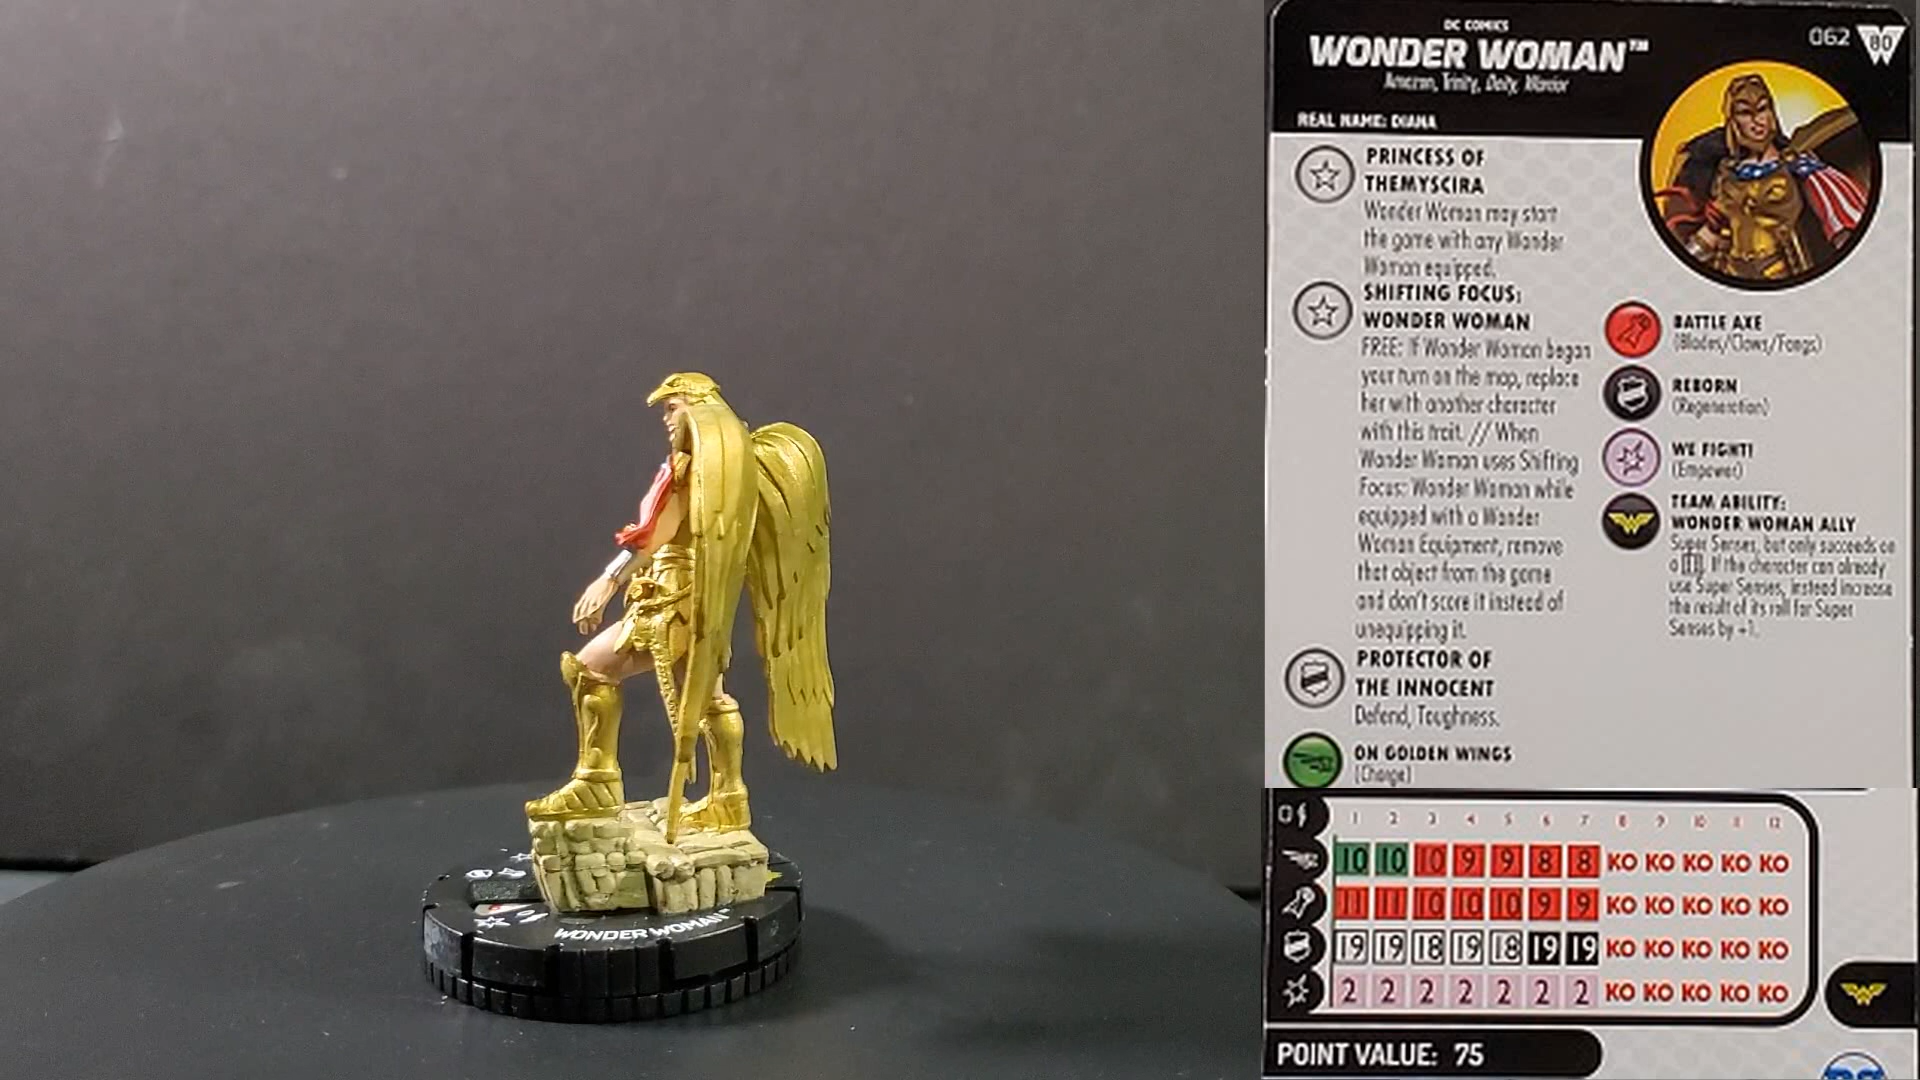 DC COMICS
WONDER WOMAN™
062
80
Amazon, Trinity, Deity, Warrior
REAL NAME: DIANA
PRINCESS OF
THEMYSCIRA
Wonder Woman may start
the game with any Wonder
Woman equipped.
SHIFTING FOCUS:
WONDER WOMAN
FREE: If Wonder Woman began
your turn on the map, replace
her with another character
with this trait. // When
Wonder Woman uses Shifting
Focus: Wonder Woman while
equipped with a Wonder
Woman Equipment, remove
that object from the game
and don't score it instead of
unequipping it.
PROTECTOR OF
THE INNOCENT
Defend, Toughness.
ON GOLDEN WINGS
(Charge)
BATTLE AXE
(Blades/Claws/Fangs)
REBORN
(Regeneration)
WE FIGHT!
(Empower)
TEAM ABILITY:
WONDER WOMAN ALLY
Super Senses, but only succeeds on
a. If the character can already
use Super Senses, instead increase
the result of its roll for Super
Senses by +1.
0 1 2 3 4 5 6 7 8 9 10 11 12
10 10 10 9 9 8 8 KO KO KO KO KO
11 11 10 10 10 9 9 KO KO KO KO KO
19 19 18 19 18 19 19 KO KO KO KO KO
2 2 2 2 2 2 2 KO KO KO KO KO
POINT VALUE: 75
WONDER WOMAN™